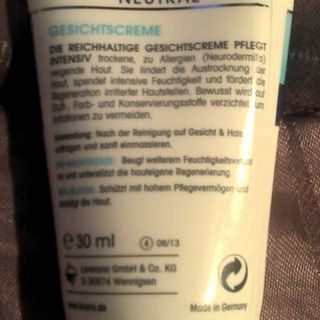 NEUTRAL
GESICHTSCREME
DIE REICHHALTIGE GESICHTSCREME PFLEGT
INTENSIV trockene, zu Allergien (Neurodermitis)
neigende Haut. Sie lindert die Austrocknung der
Haut, spendet intensive Feuchtigkeit und fördert die
Regeneration irritierter Hautstellen. Bewusst wird auf
Duft-, Farb- und Konservierungsstoffe verzichtet um
Irritationen zu vermeiden.
Anwendung: Nach der Reinigung auf Gesicht & Hals
auftragen und sanft einmassieren.
Beugt weiterem Feuchtigkeitsverlust
und unterstützt die hauteigene Regenerierung.
Schützt mit hohem Pflegevermögen und
die Haut.
e 30 ml
4 06/13
Laverana GmbH & Co. KG
D-30974 Wennigsen
www.lavera.de
Made in Germany